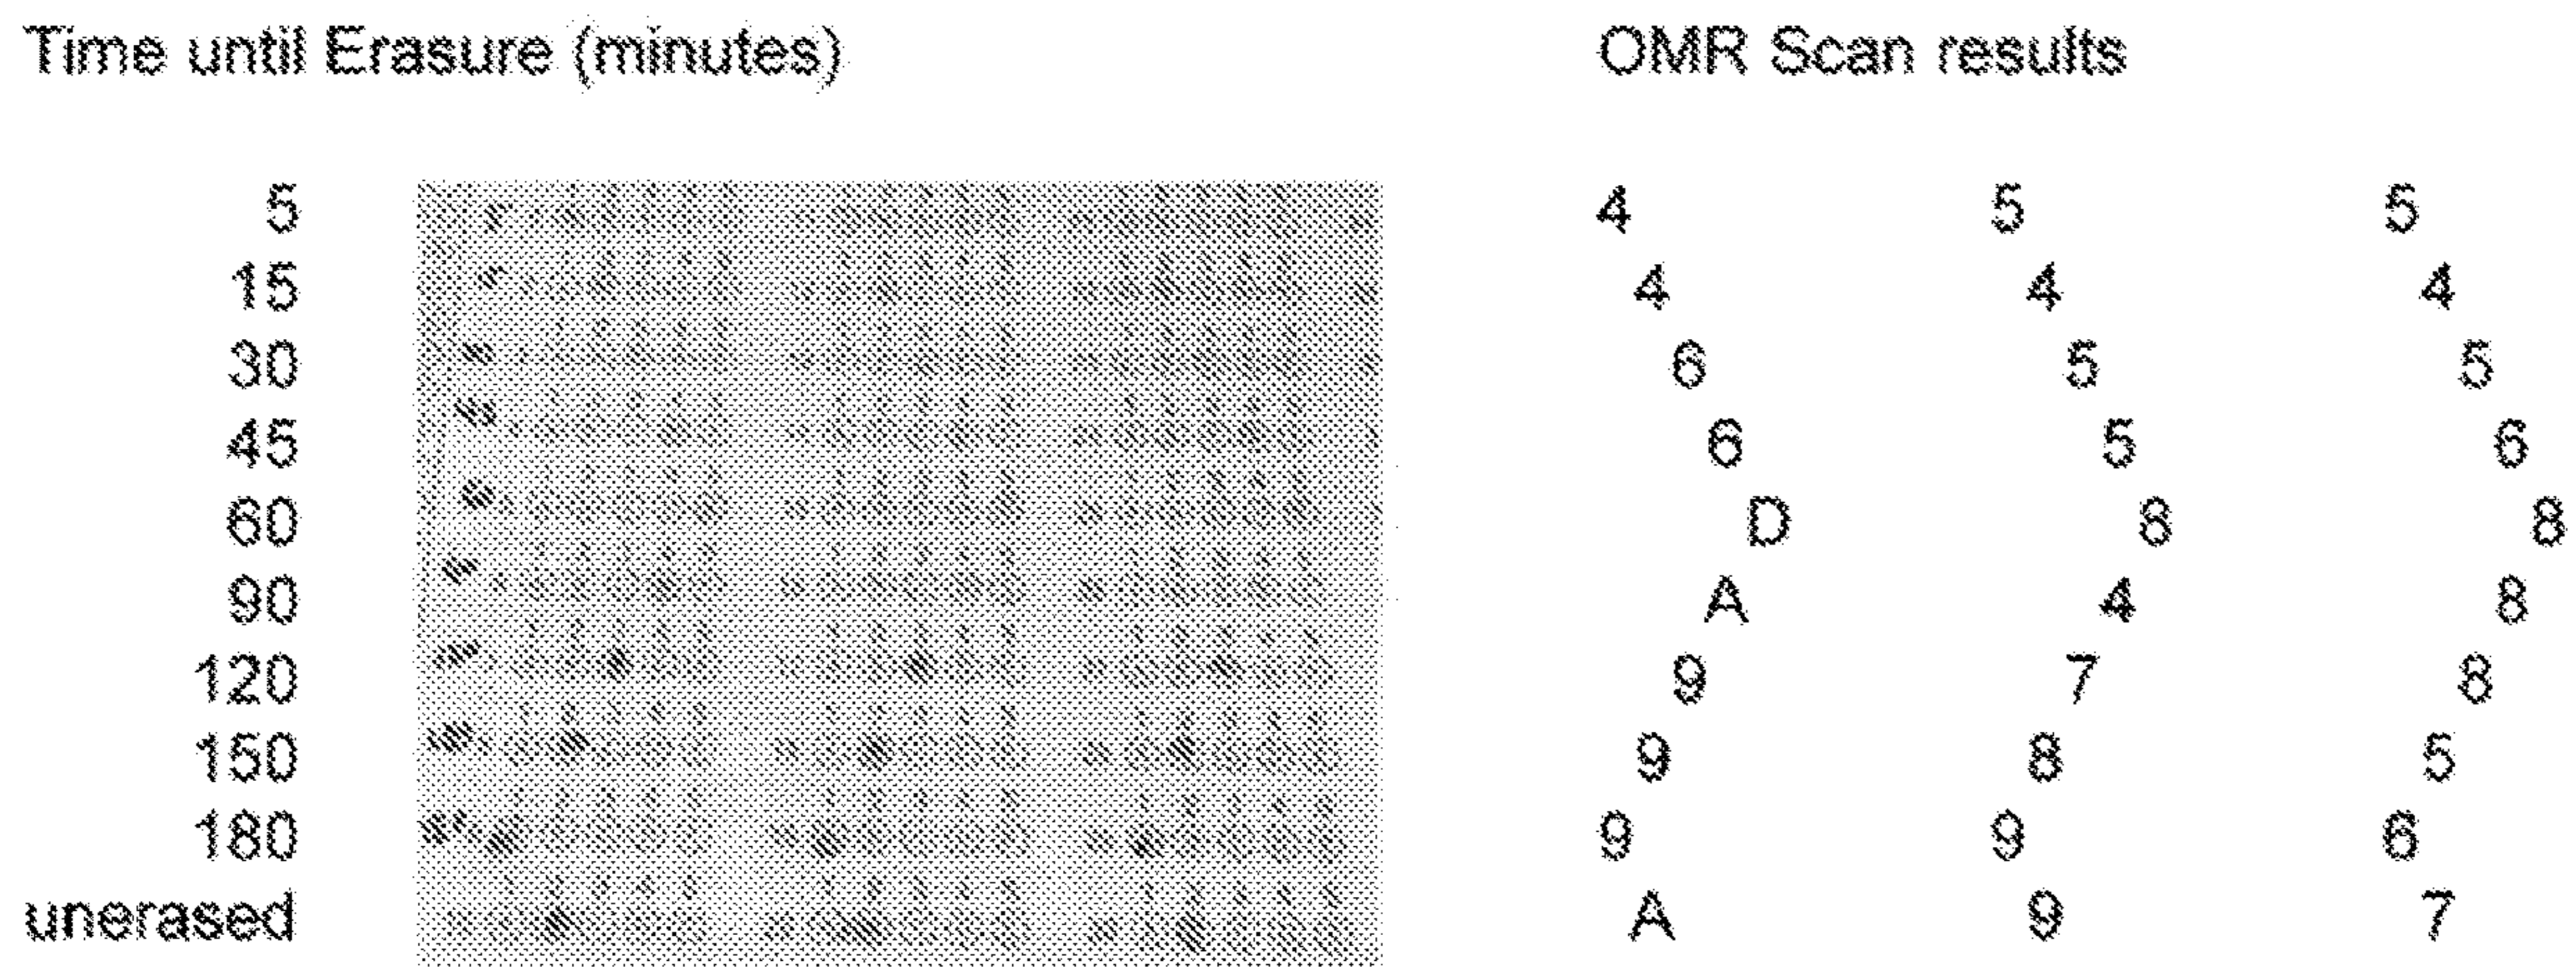 Time until Erasure (minutes) OMR Scan results
5 4 5 5
15 4 4 4
30 6 5 5
45 6 5 6
60 D 8 8
90 A 4 8
120 9 7 8
150 9 8 5
180 9 9 6
unerased A 9 7